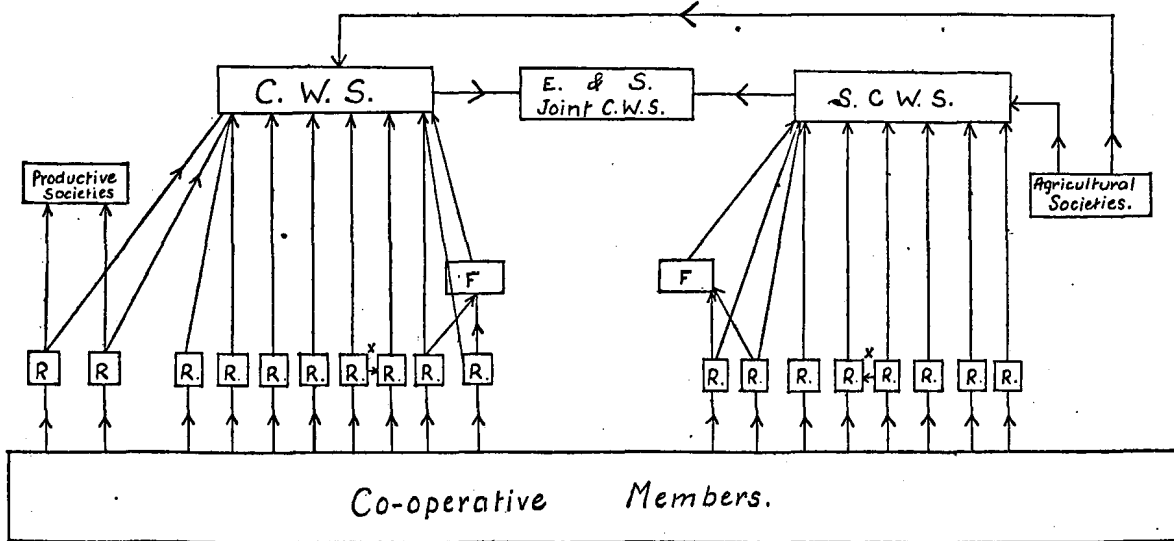 C. W. S.
E. & S.
Joint C.W.S.
S. C W S.
Productive
Societies
Agricultural
Societies.
F
F
R R R. R. R. R. R. x R. R. R. R. R. R. R. x R. R. R. R.
Co-operative Members.